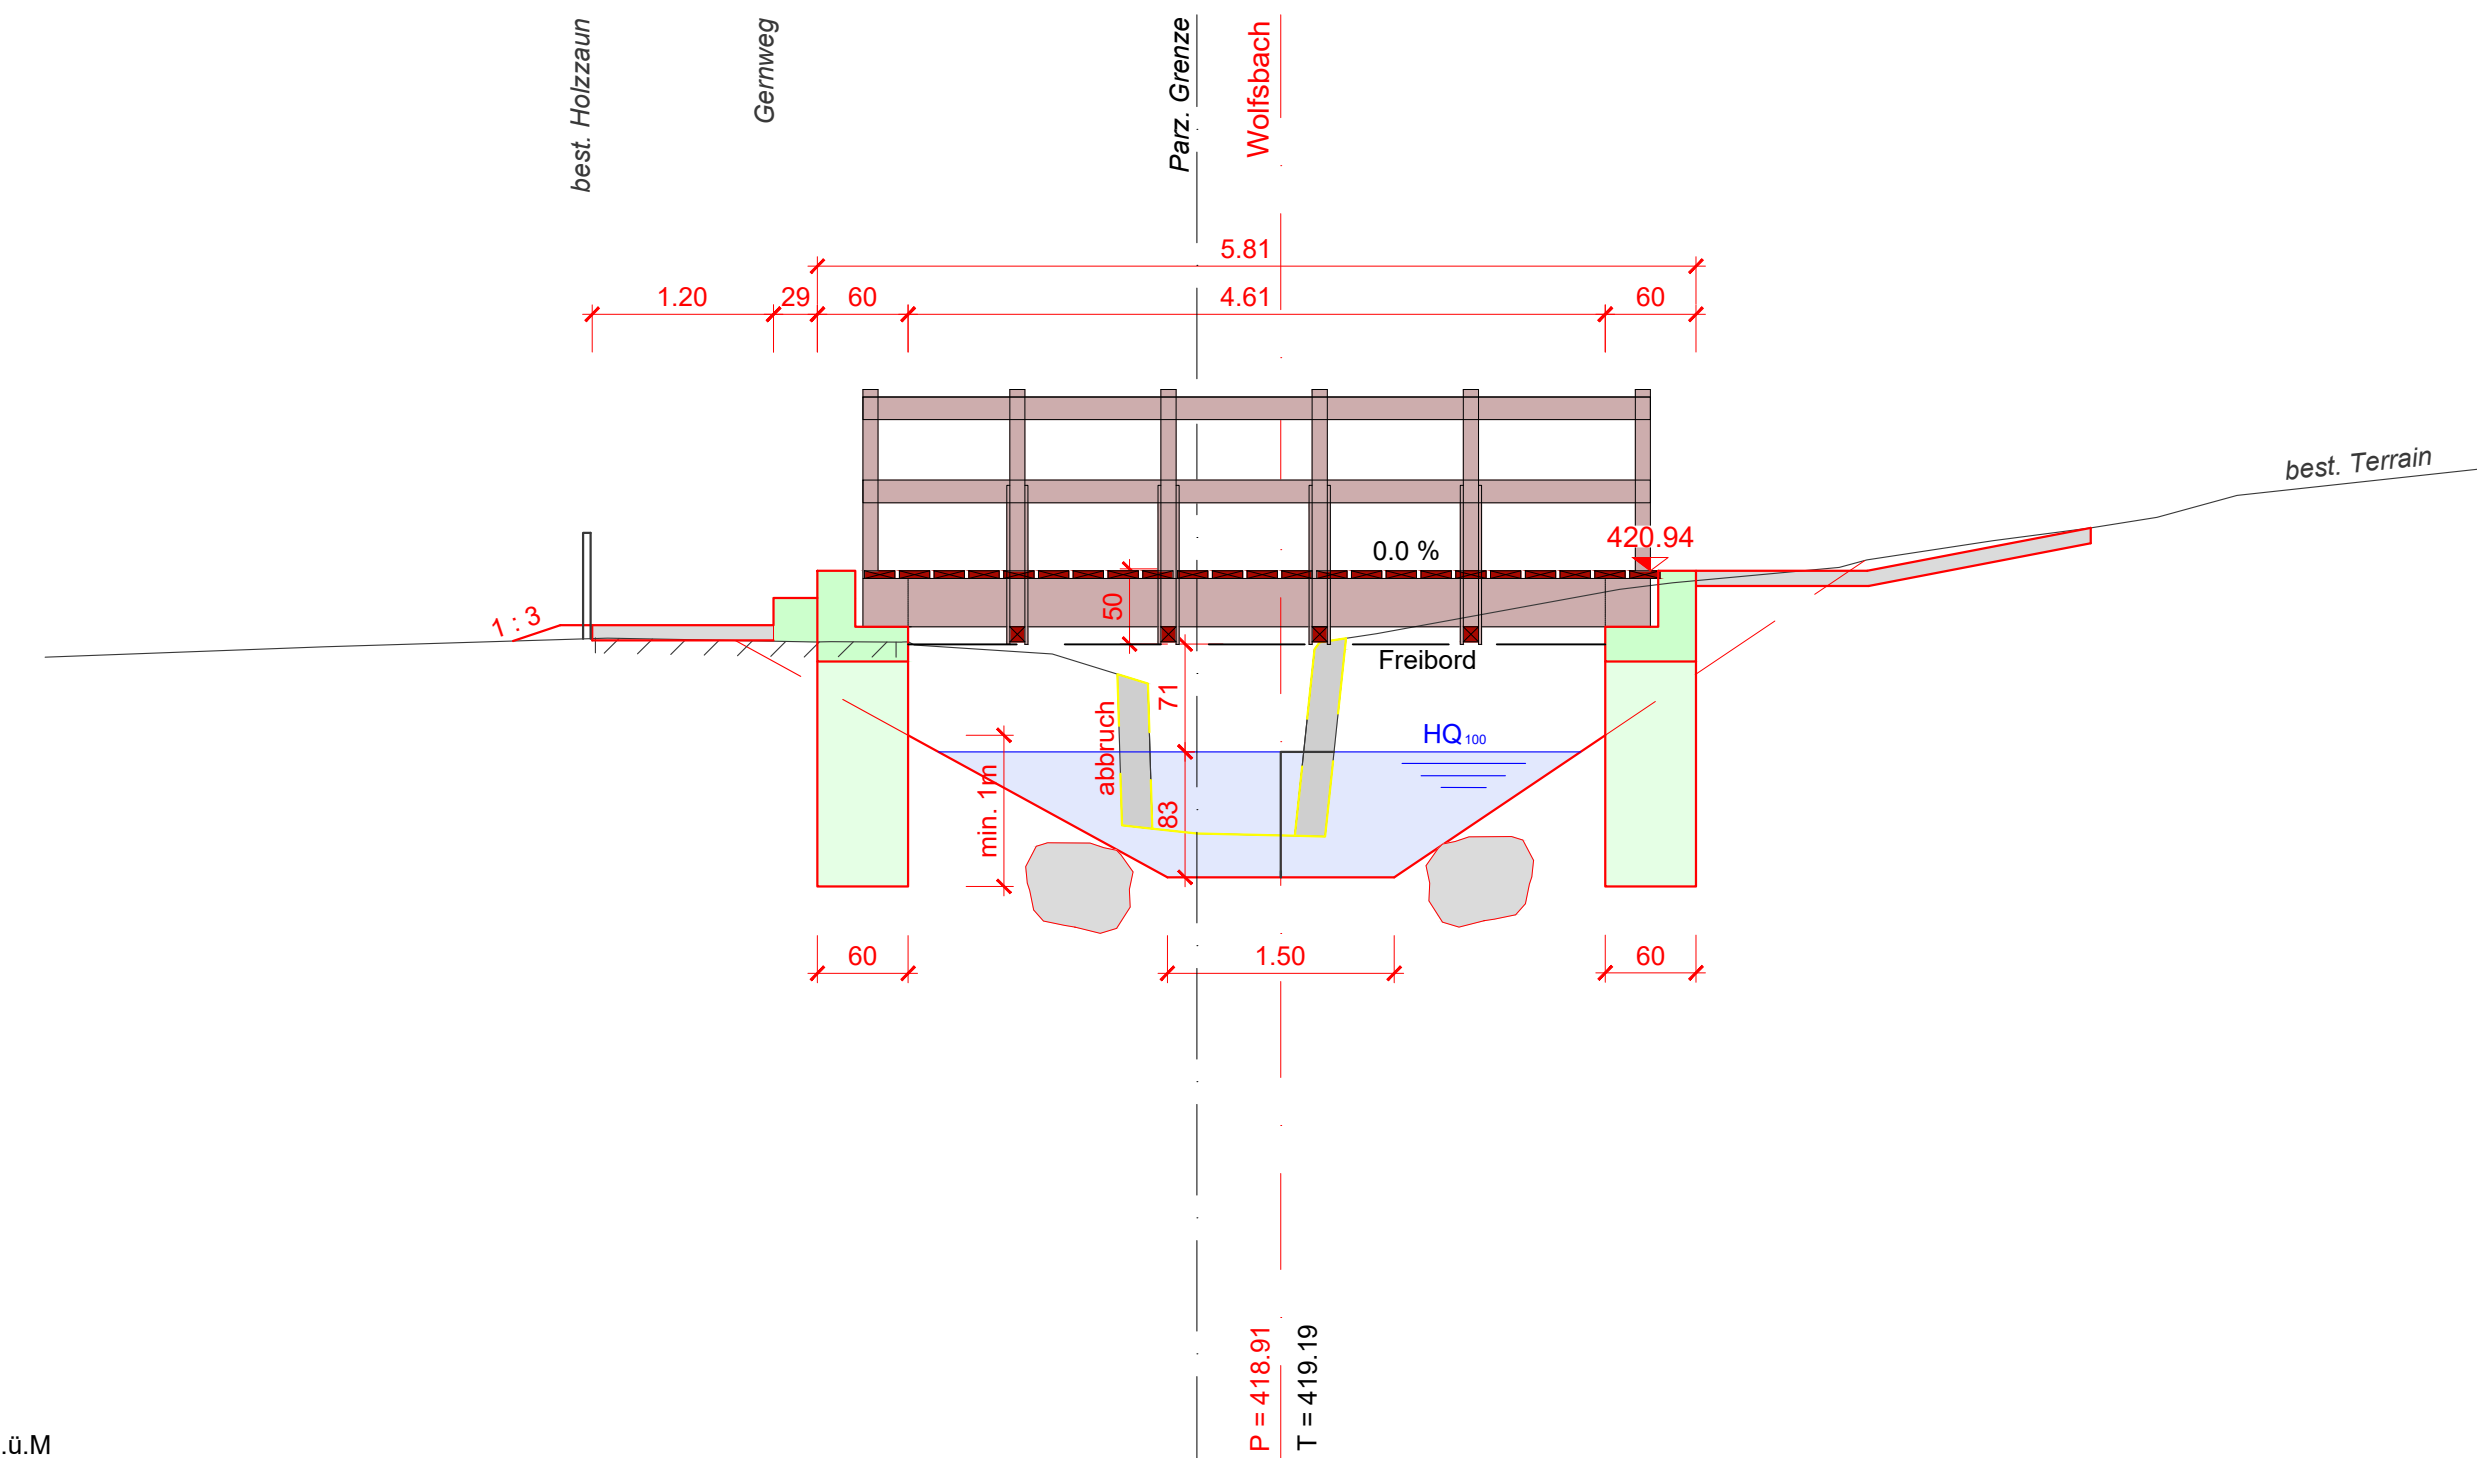 best. Holzzaun
Gernweg
Parz. Grenze
Wolfsbach
5.81
1.20
29
60
4.61
60
best. Terrain
0.0 %
420.94
50
1 : 3
Freibord
71
abbruch
HQ100
min. 1m
83
60
1.50
60
P = 418.91
T = 419.19
.ü.M